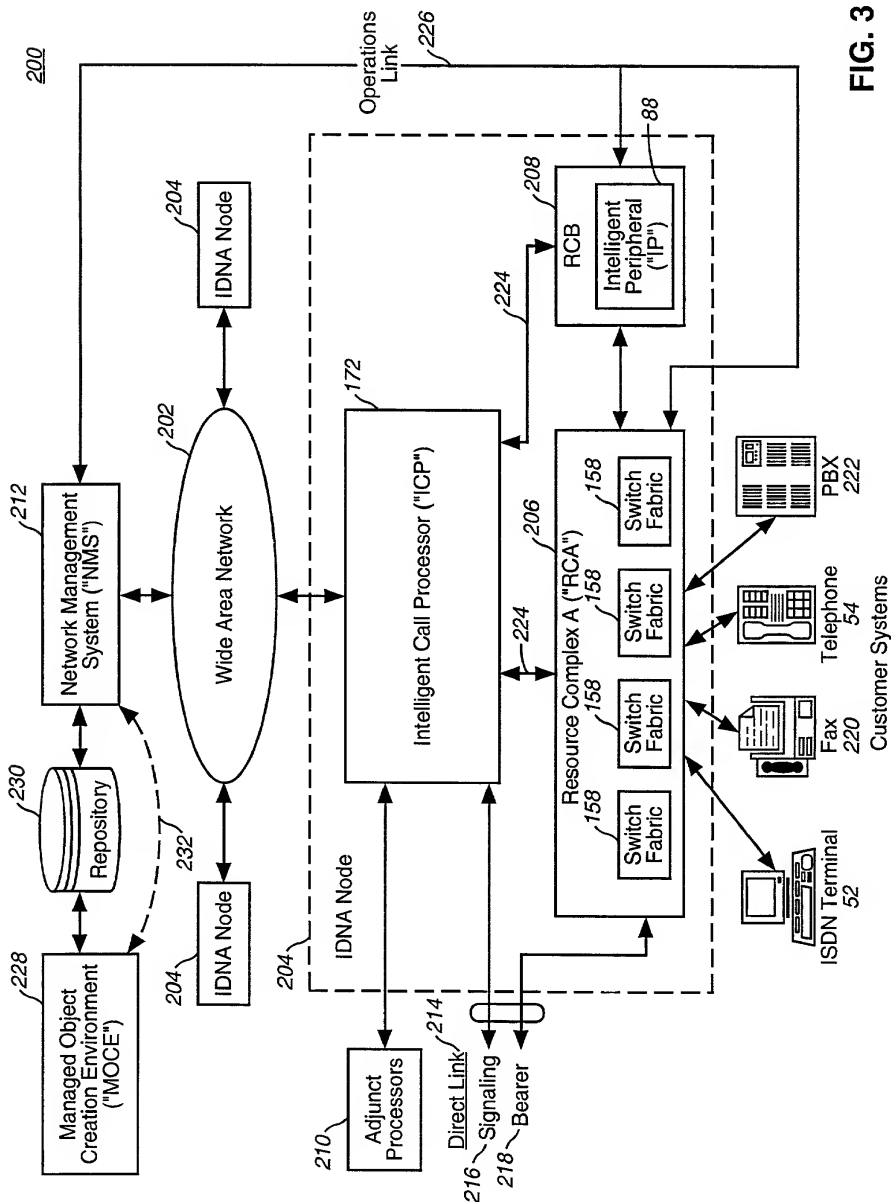 200
228
Managed Object
Creation Environment
("MOCE")
230
Repository
232
212
Network Management
System ("NMS")
Operations
Link
226
204
IDNA Node
202
Wide Area Network
204
IDNA Node
204
IDNA Node
172
Intelligent Call Processor ("ICP")
224
208
RCB
88
Intelligent
Peripheral
("IP")
210
Adjunct
Processors
Direct Link
214
216
Signaling
218
Bearer
224
206
Resource Complex A ("RCA")
158
Switch
Fabric
158
Switch
Fabric
158
Switch
Fabric
158
Switch
Fabric
ISDN Terminal
52
Fax
220
Telephone
54
PBX
222
Customer Systems
FIG. 3